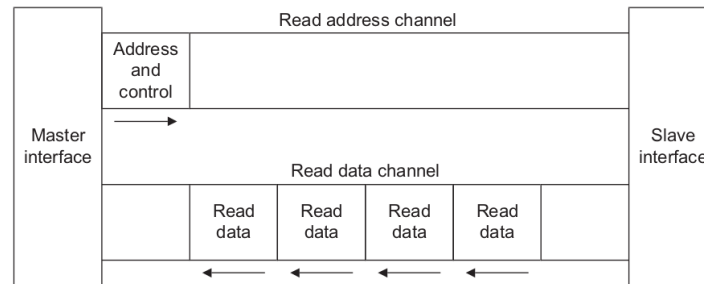 Read address channel
Address
and
control
Master
interface
Slave
interface
Read data channel
Read
data
Read
data
Read
data
Read
data